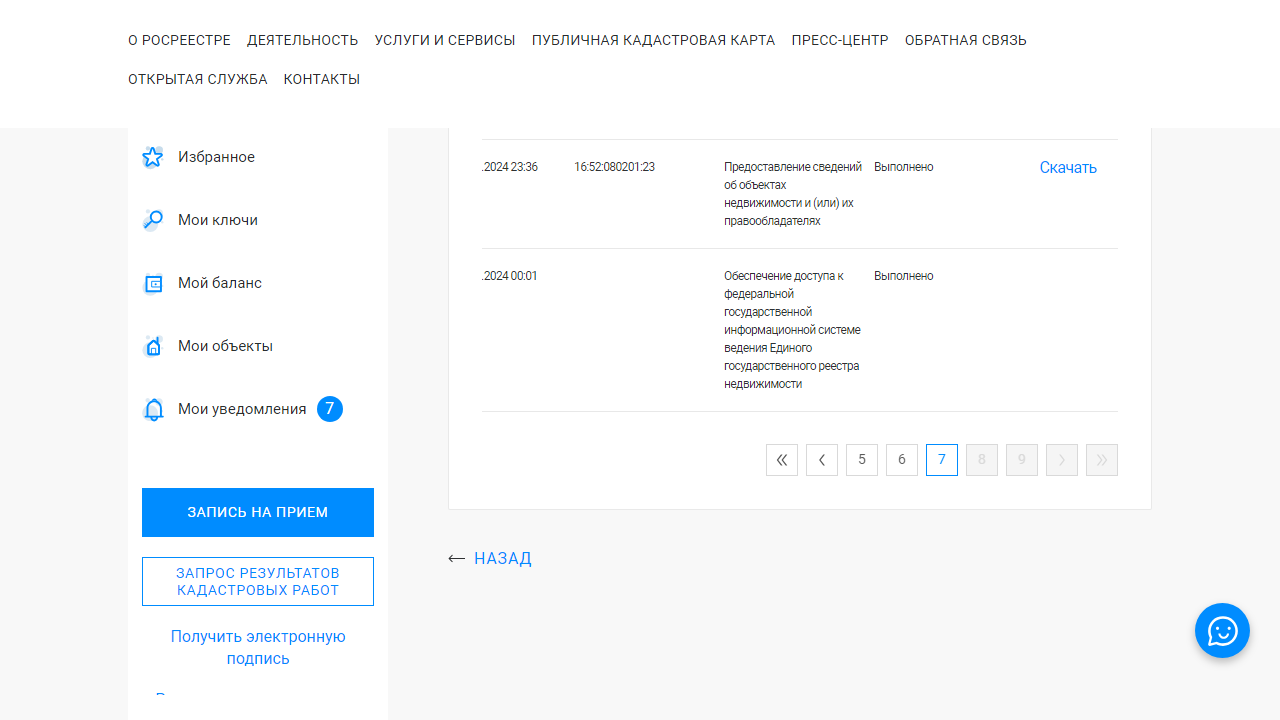 О РОСРЕЕСТРЕ ДЕЯТЕЛЬНОСТЬ УСЛУГИ И СЕРВИСЫ ПУБЛИЧНАЯ КАДАСТРОВАЯ КАРТА ПРЕСС-ЦЕНТР ОБРАТНАЯ СВЯЗЬ
ОТКРЫТАЯ СЛУЖБА КОНТАКТЫ
Избранное
Мои ключи
Мой баланс
Мои объекты
Мои уведомления 7
ЗАПИСЬ НА ПРИЕМ
ЗАПРОС РЕЗУЛЬТАТОВ
КАДАСТРОВЫХ РАБОТ
Получить электронную
подпись
.2024 23:36 16:52:080201:23 Предоставление сведений Выполнено Скачать
об объектах
недвижимости и (или) их
правообладателях
.2024 00:01 Обеспечение доступа к Выполнено
федеральной
государственной
информационной системе
ведения Единого
государственного реестра
недвижимости
5 6 7 8 9
НАЗАД